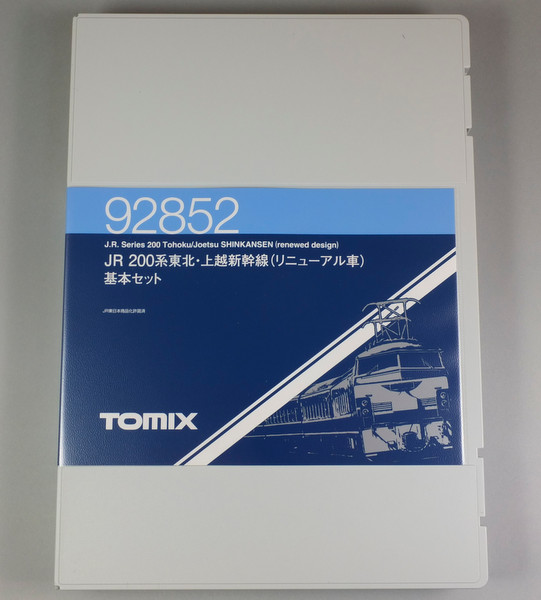 92852
J.R. Series 200 Tohoku/Joetsu SHINKANSEN (renewed design)
JR 200系東北・上越新幹線(リニューアル車)
基本セット
JR東日本商品化許諾済
TOMIX